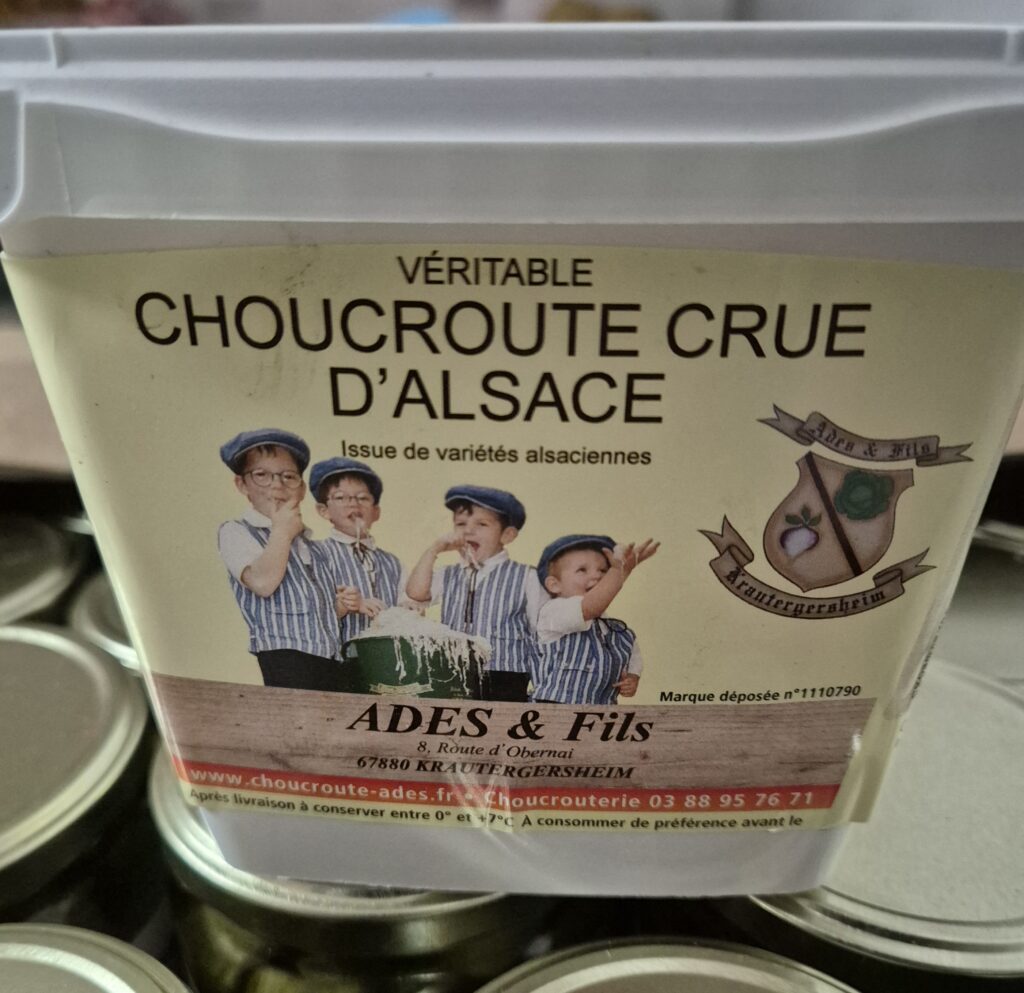 VÉRITABLE
CHOUCROUTE CRUE
D'ALSACE
Issue de variétés alsaciennes
Ades & Fils
Krautergersheim
Marque déposée n°1110790
ADES & Fils
8, Route d'Obernai
67880 KRAUTERGERSHEIM
www.choucroute-ades.fr • Choucrouterie 03 88 95 76 71
Après livraison à conserver entre 0° et +7°C À consommer de préférence avant le